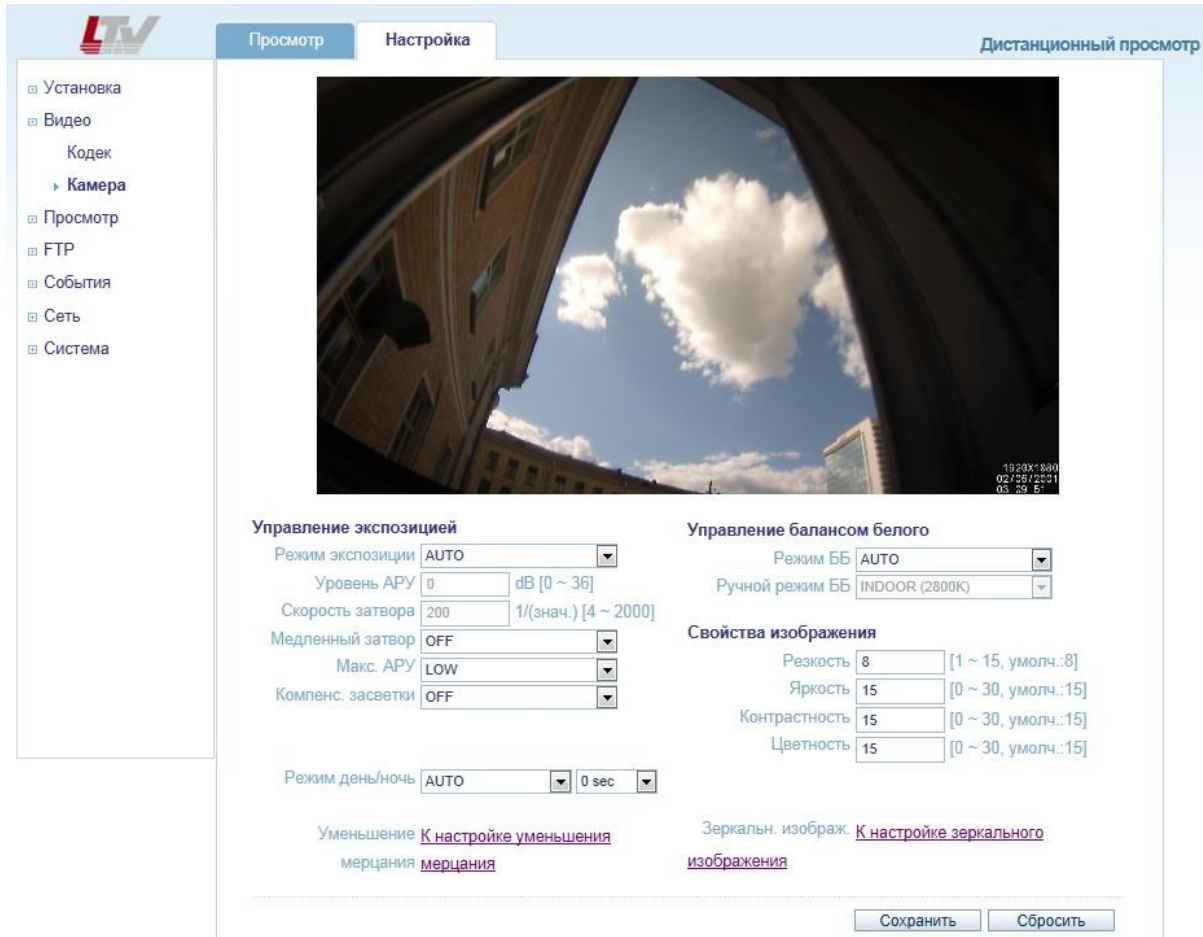 LTV
Просмотр
Настройка
Дистанционный просмотр
Установка
Видео
Кодек
Камера
Просмотр
FTP
События
Сеть
Система
Управление экспозицией
Режим экспозиции AUTO
Уровень АРУ 0 dB [0 ~ 36]
Скорость затвора 200 1/(знач.) [4 ~ 2000]
Медленный затвор OFF
Макс. АРУ LOW
Компенс. засветки OFF
Режим день/ночь AUTO 0 sec
Уменьшение К настройке уменьшения
мерцания мерцания
Управление балансом белого
Режим ББ AUTO
Ручной режим ББ INDOOR (2800K)
Свойства изображения
Резкость 8 [1 ~ 15, умолч.:8]
Яркость 15 [0 ~ 30, умолч.:15]
Контрастность 15 [0 ~ 30, умолч.:15]
Цветность 15 [0 ~ 30, умолч.:15]
Зеркальн. изображ. К настройке зеркального
изображения
Сохранить Сбросить